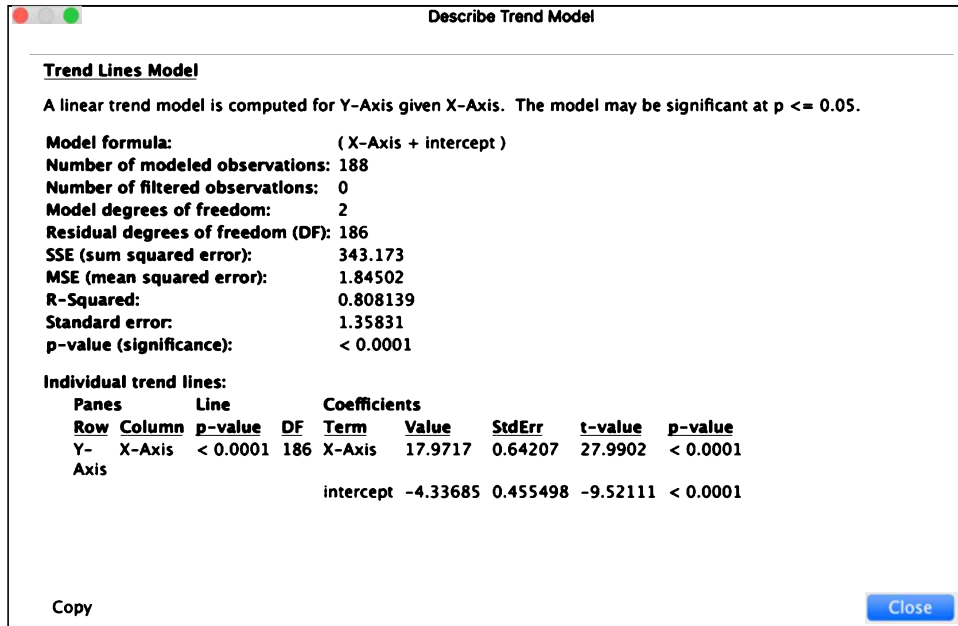 Describe Trend Model
Trend Lines Model
A linear trend model is computed for Y-Axis given X-Axis. The model may be significant at p <= 0.05.
Model formula: ( X-Axis + intercept )
Number of modeled observations: 188
Number of filtered observations: 0
Model degrees of freedom: 2
Residual degrees of freedom (DF): 186
SSE (sum squared error): 343.173
MSE (mean squared error): 1.84502
R-Squared: 0.808139
Standard error: 1.35831
p-value (significance): < 0.0001
Individual trend lines:
Panes Line Coefficients
Row Column p-value DF Term Value StdErr t-value p-value
Y- X-Axis < 0.0001 186 X-Axis 17.9717 0.64207 27.9902 < 0.0001
Axis
intercept -4.33685 0.455498 -9.52111 < 0.0001
Copy Close